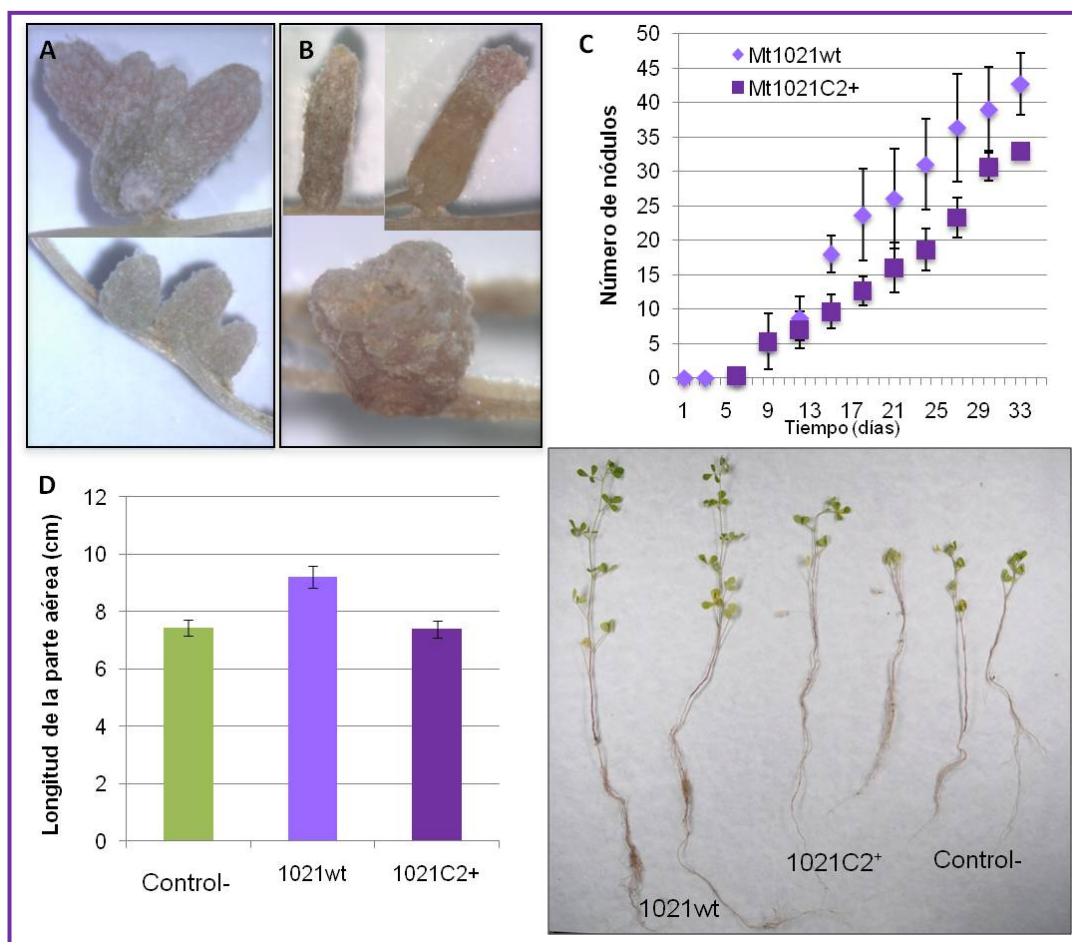 A
B
C
Mt1021wt
Mt1021C2+
Número de nódulos
50
45
40
35
30
25
20
15
10
5
0
1 5 9 13 17 21 25 29 33
Tiempo (días)
D
Longitud de la parte aérea (cm)
12
10
8
6
4
2
0
Control-
1021wt
1021C2+
1021wt
1021C2+
Control-